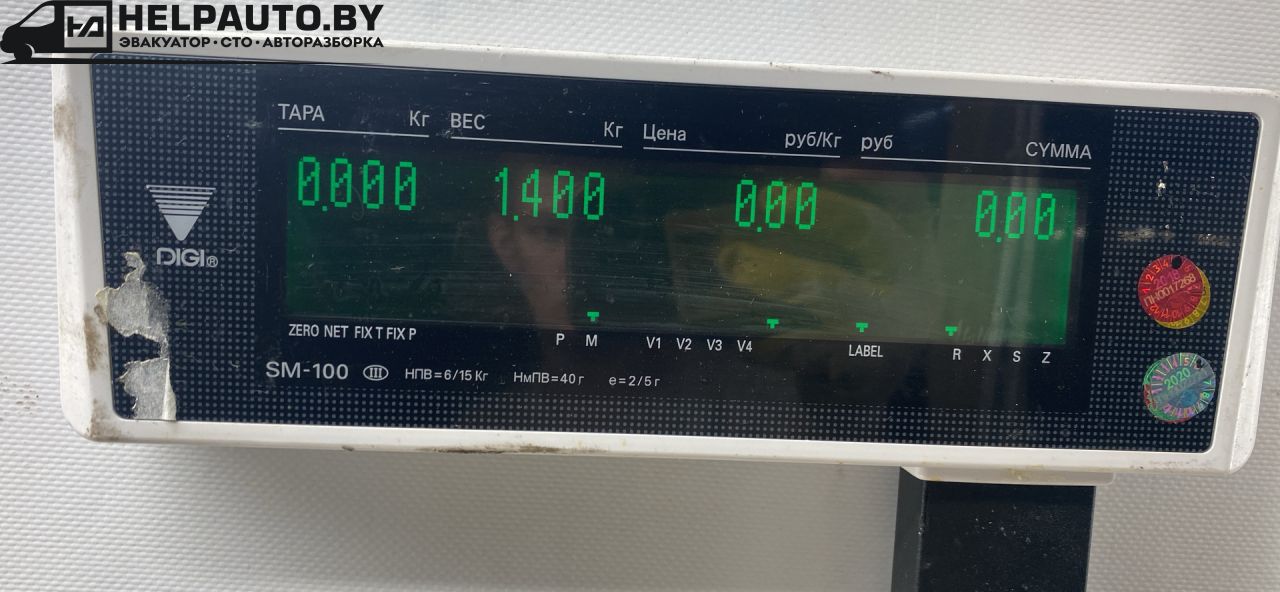 HELPAUTO.BY
ЭВАКУАТОР·СТО·АВТОРАЗБОРКА
ТАРА Кг ВЕС Кг Цена руб/Кг руб СУММА
0.000 1.400 0.00 0.00
DIGI®
ZERO NET FIX T FIX P P M V1 V2 V3 V4 LABEL R X S Z
SM-100 III НПВ=6/15 Кг НмПВ=40 г e=2/5 г
2020